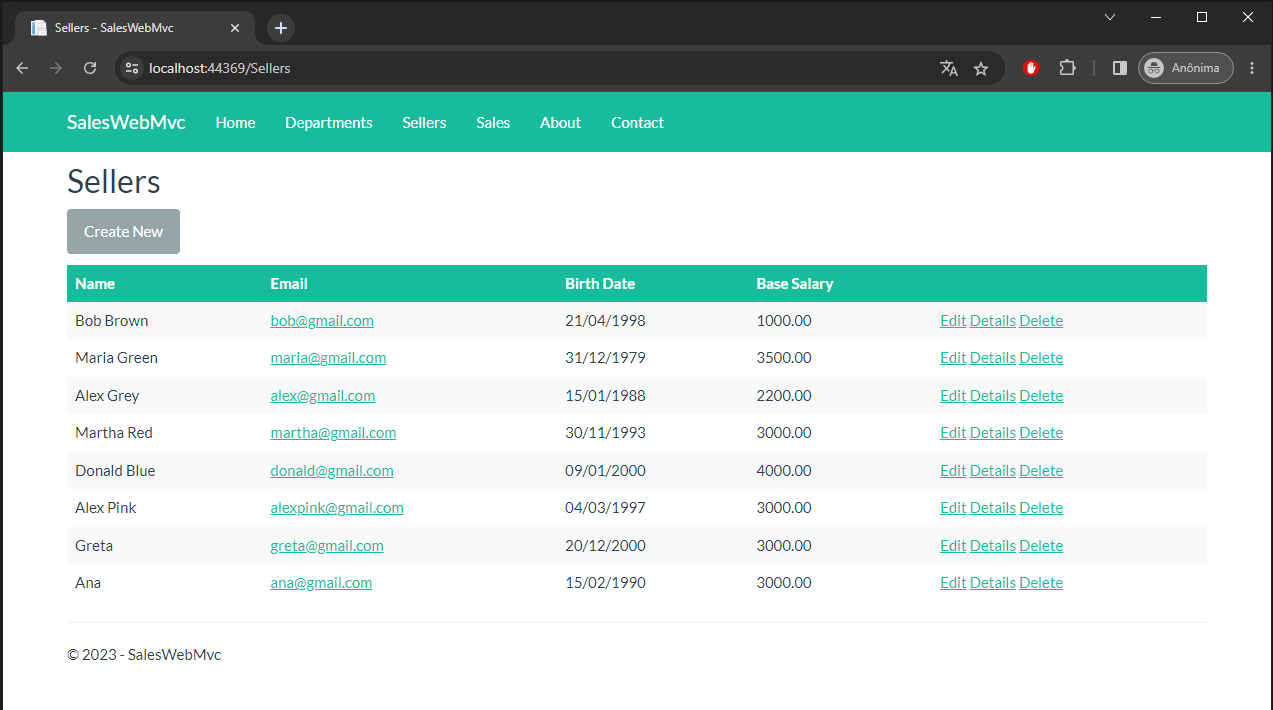 Sellers - SalesWebMvc
localhost:44369/Sellers Anônima
SalesWebMvc Home Departments Sellers Sales About Contact
Sellers
Create New
Name Email Birth Date Base Salary
Bob Brown bob@gmail.com 21/04/1998 1000.00 Edit Details Delete
Maria Green maria@gmail.com 31/12/1979 3500.00 Edit Details Delete
Alex Grey alex@gmail.com 15/01/1988 2200.00 Edit Details Delete
Martha Red martha@gmail.com 30/11/1993 3000.00 Edit Details Delete
Donald Blue donald@gmail.com 09/01/2000 4000.00 Edit Details Delete
Alex Pink alexpink@gmail.com 04/03/1997 3000.00 Edit Details Delete
Greta greta@gmail.com 20/12/2000 3000.00 Edit Details Delete
Ana ana@gmail.com 15/02/1990 3000.00 Edit Details Delete
© 2023 - SalesWebMvc